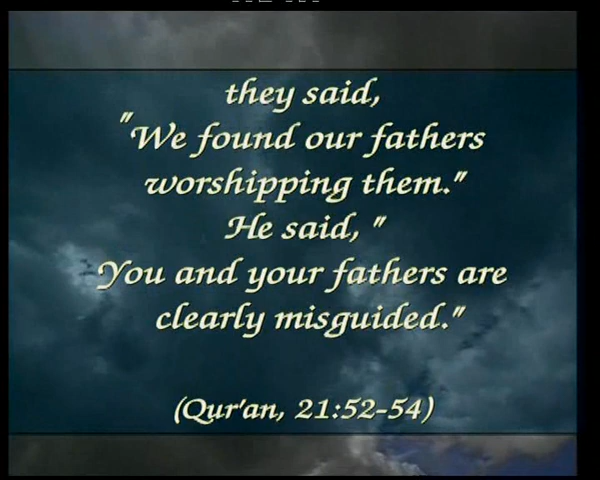 they said,
"We found our fathers
worshipping them."
He said, "
You and your fathers are
clearly misguided."
(Qur'an, 21:52-54)